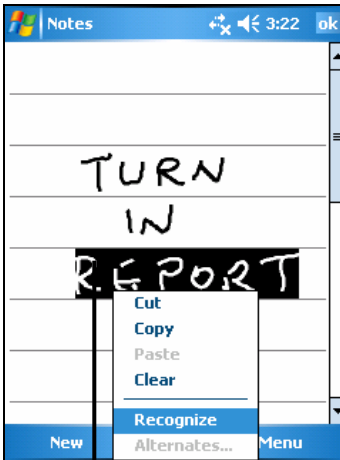 Notes 3:22 ok
TURN
IN
REPORT
Cut
Copy
Paste
Clear
Recognize
Alternates...
New Menu